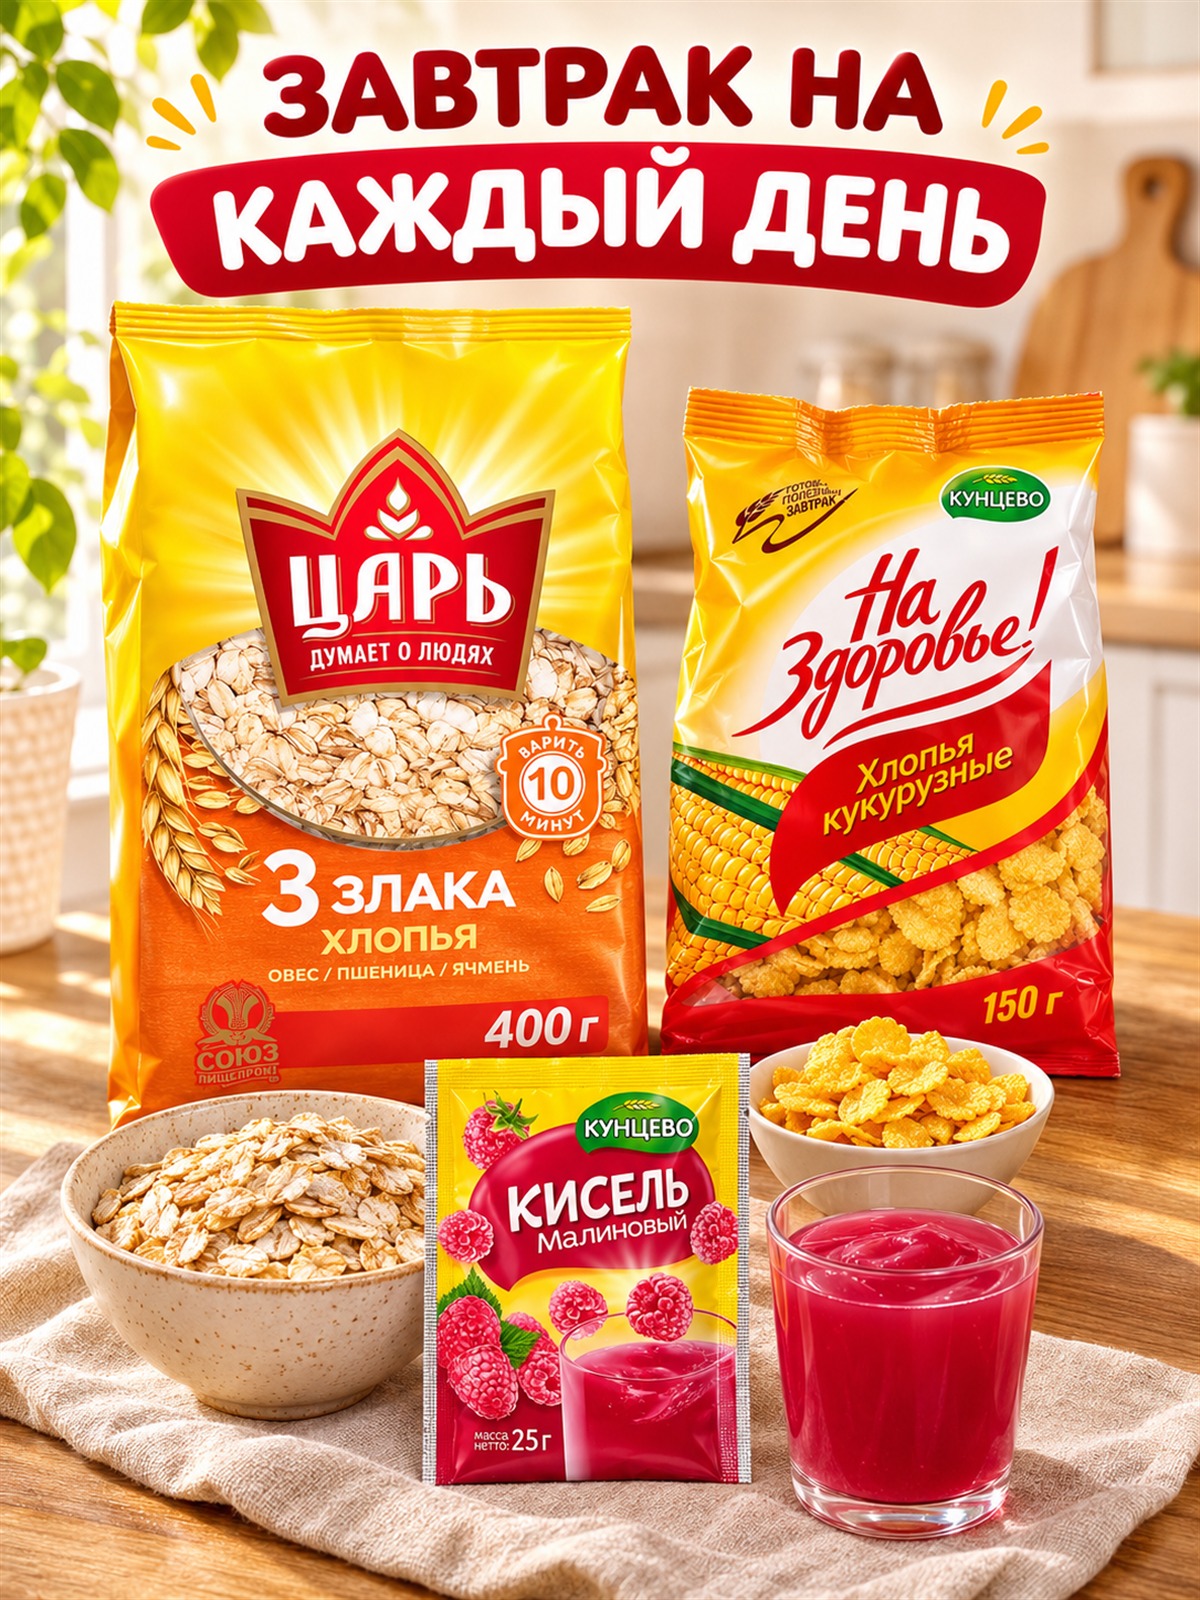 ЗАВТРАК НА
КАЖДЫЙ ДЕНЬ
ЦАРЬ
ДУМАЕТ О ЛЮДЯХ
ВАРИТЬ
10
МИНУТ
3 ЗЛАКА
ХЛОПЬЯ
ОВЕС / ПШЕНИЦА / ЯЧМЕНЬ
400 г
СОЮЗ
ПИЩЕПРОМ
ЗАВТРАК
КУНЦЕВО
На
Здоровье!
Хлопья
кукурузные
150 г
КУНЦЕВО
КИСЕЛЬ
Малиновый
масса
нетто: 25 г